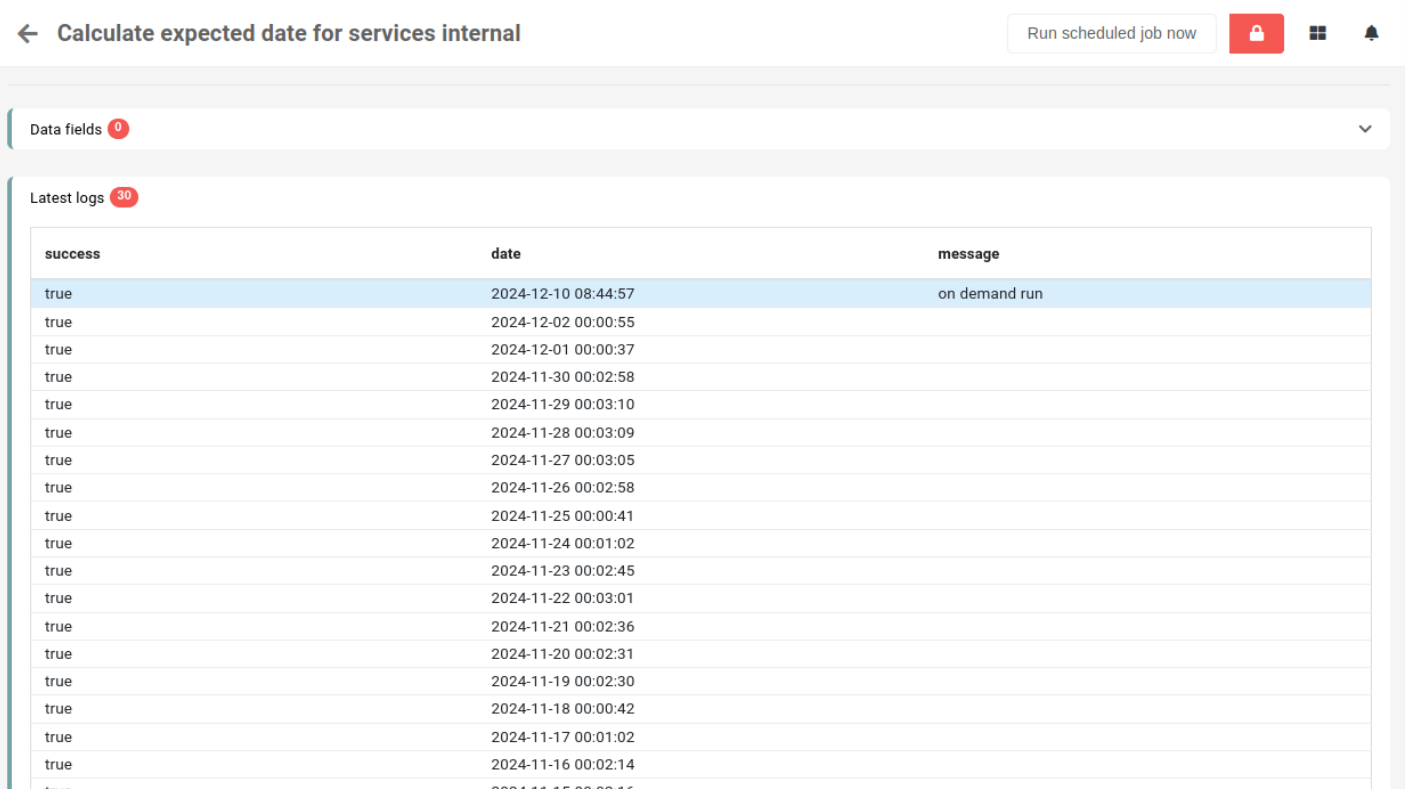 Calculate expected date for services internal
Run scheduled job now
Data fields 0
Latest logs 30
success date message
true 2024-12-10 08:44:57 on demand run
true 2024-12-02 00:00:55
true 2024-12-01 00:00:37
true 2024-11-30 00:02:58
true 2024-11-29 00:03:10
true 2024-11-28 00:03:09
true 2024-11-27 00:03:05
true 2024-11-26 00:02:58
true 2024-11-25 00:00:41
true 2024-11-24 00:01:02
true 2024-11-23 00:02:45
true 2024-11-22 00:03:01
true 2024-11-21 00:02:36
true 2024-11-20 00:02:31
true 2024-11-19 00:02:30
true 2024-11-18 00:00:42
true 2024-11-17 00:01:02
true 2024-11-16 00:02:14